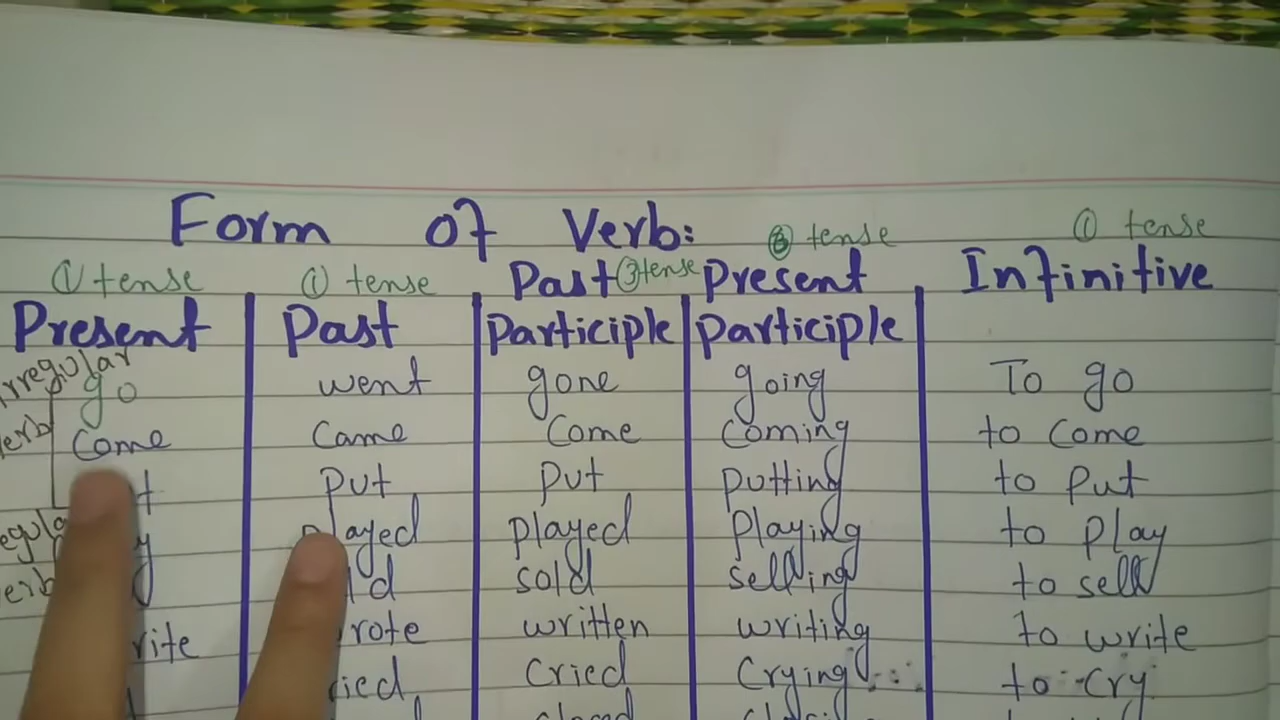 Form of Verb:
① tense ① tense ③ tense tense ① tense
Present Past Past Participle Present Participle Infinitive
irregular
go went gone going To go
Come Came Come Coming to Come
Put Put Putting to Put
played played playing to play
sold selling to sell
written writing to write
Cried Crying to Cry